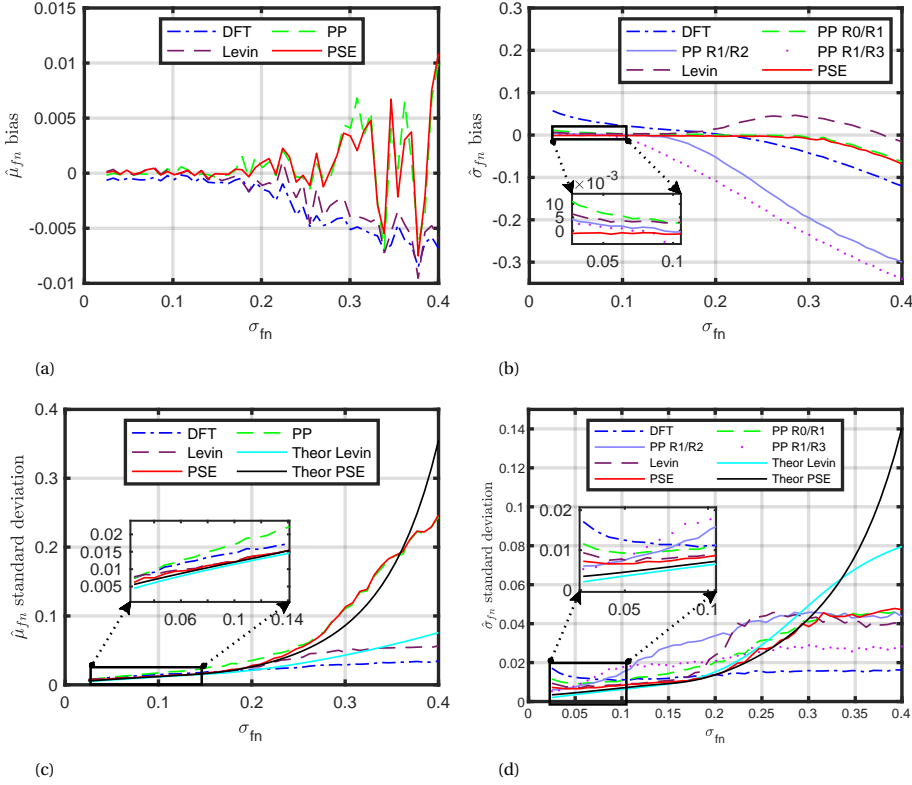 0.015
0.01
0.005
0
-0.005
-0.01
μ̂fn bias
DFT PP
Levin PSE
0 0.1 0.2 0.3 0.4
σfn
(a)
0.3
0.2
0.1
0
-0.1
-0.2
-0.3
σ̂fn bias
DFT PP R0/R1
PP R1/R2 PP R1/R3
Levin PSE
×10-3
10
5
0
0.05 0.1
0 0.1 0.2 0.3 0.4
σfn
(b)
0.4
0.3
0.2
0.1
0
μ̂fn standard deviation
DFT PP
Levin Theor Levin
PSE Theor PSE
0.02
0.015
0.01
0.005
0.06 0.1 0.14
0 0.1 0.2 0.3 0.4
σfn
(c)
0.14
0.12
0.1
0.08
0.06
0.04
0.02
0
σ̂fn standard deviation
DFT PP R0/R1
PP R1/R2 PP R1/R3
Levin Theor Levin
PSE Theor PSE
0.02
0.01
0
0.05 0.1
0 0.05 0.1 0.15 0.2 0.25 0.3 0.35 0.4
σfn
(d)